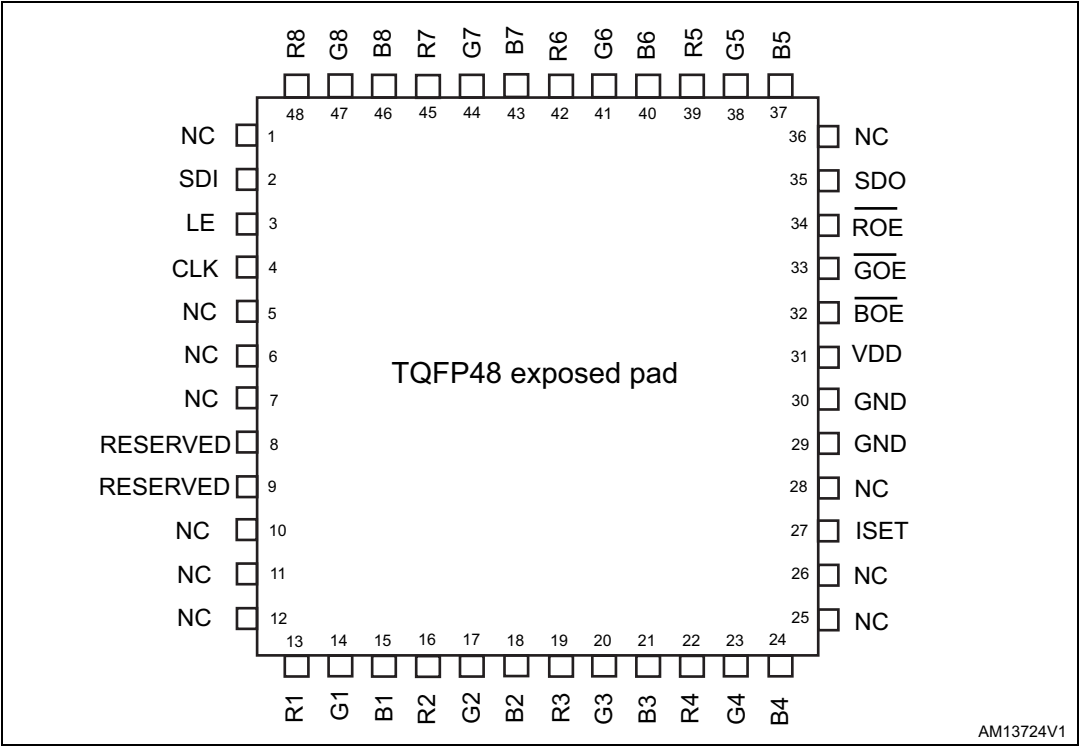 R8 G8 B8 R7 G7 B7 R6 G6 B6 R5 G5 B5
48 47 46 45 44 43 42 41 40 39 38 37
NC 1 36 NC
SDI 2 35 SDO
LE 3 34 R̅O̅E̅
CLK 4 33 G̅O̅E̅
NC 5 32 B̅O̅E̅
NC 6 31 VDD
TQFP48 exposed pad
NC 7 30 GND
RESERVED 8 29 GND
RESERVED 9 28 NC
NC 10 27 ISET
NC 11 26 NC
NC 12 25 NC
13 14 15 16 17 18 19 20 21 22 23 24
R1 G1 B1 R2 G2 B2 R3 G3 B3 R4 G4 B4
AM13724V1